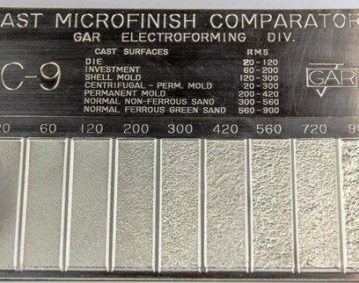 AST MICROFINISH COMPARATOR
GAR ELECTROFORMING DIV.
C-9
CAST SURFACES RMS
DIE 20-120
INVESTMENT 60-200
SHELL MOLD 120-300
CENTRIFUGAL - PERM. MOLD 20-300
PERMANENT MOLD 200-420
NORMAL NON-FERROUS SAND 300-560
NORMAL FERROUS GREEN SAND 560-900
GAR
20 60 120 200 300 420 560 720 9